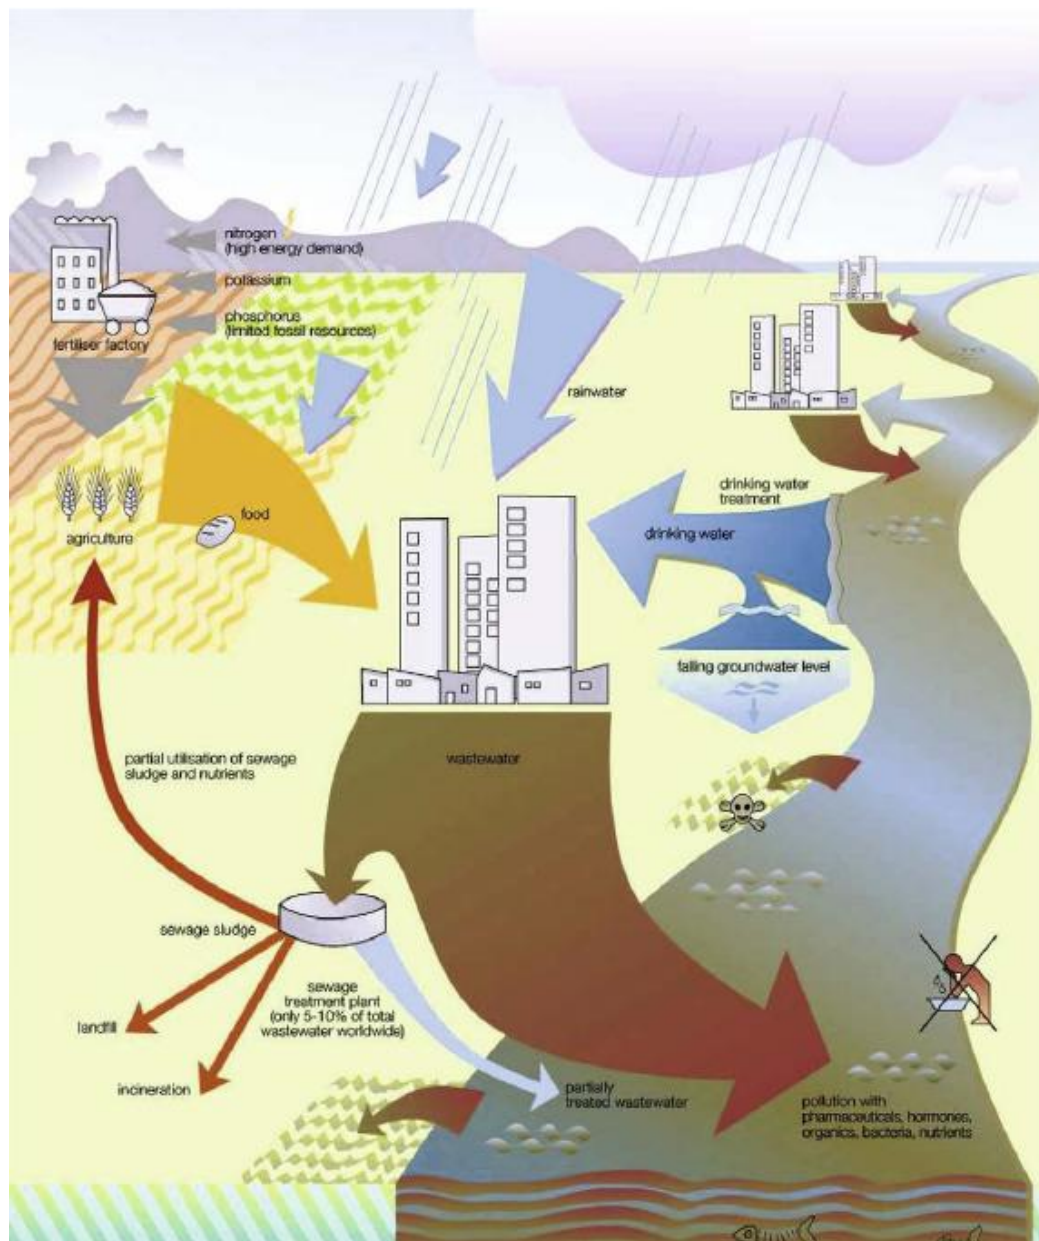 nitrogen
(high energy demand)
potassium
phosphorus
(limited fossil resources)
fertiliser factory
rainwater
drinking water
treatment
food
agriculture
drinking water
falling groundwater level
partial utilisation of sewage
sludge and nutrients
wastewater
sewage sludge
sewage
treatment plant
(only 5-10% of total
wastewater worldwide)
landfill
incineration
partially
treated wastewater
pollution with
pharmaceuticals, hormones,
organics, bacteria, nutrients